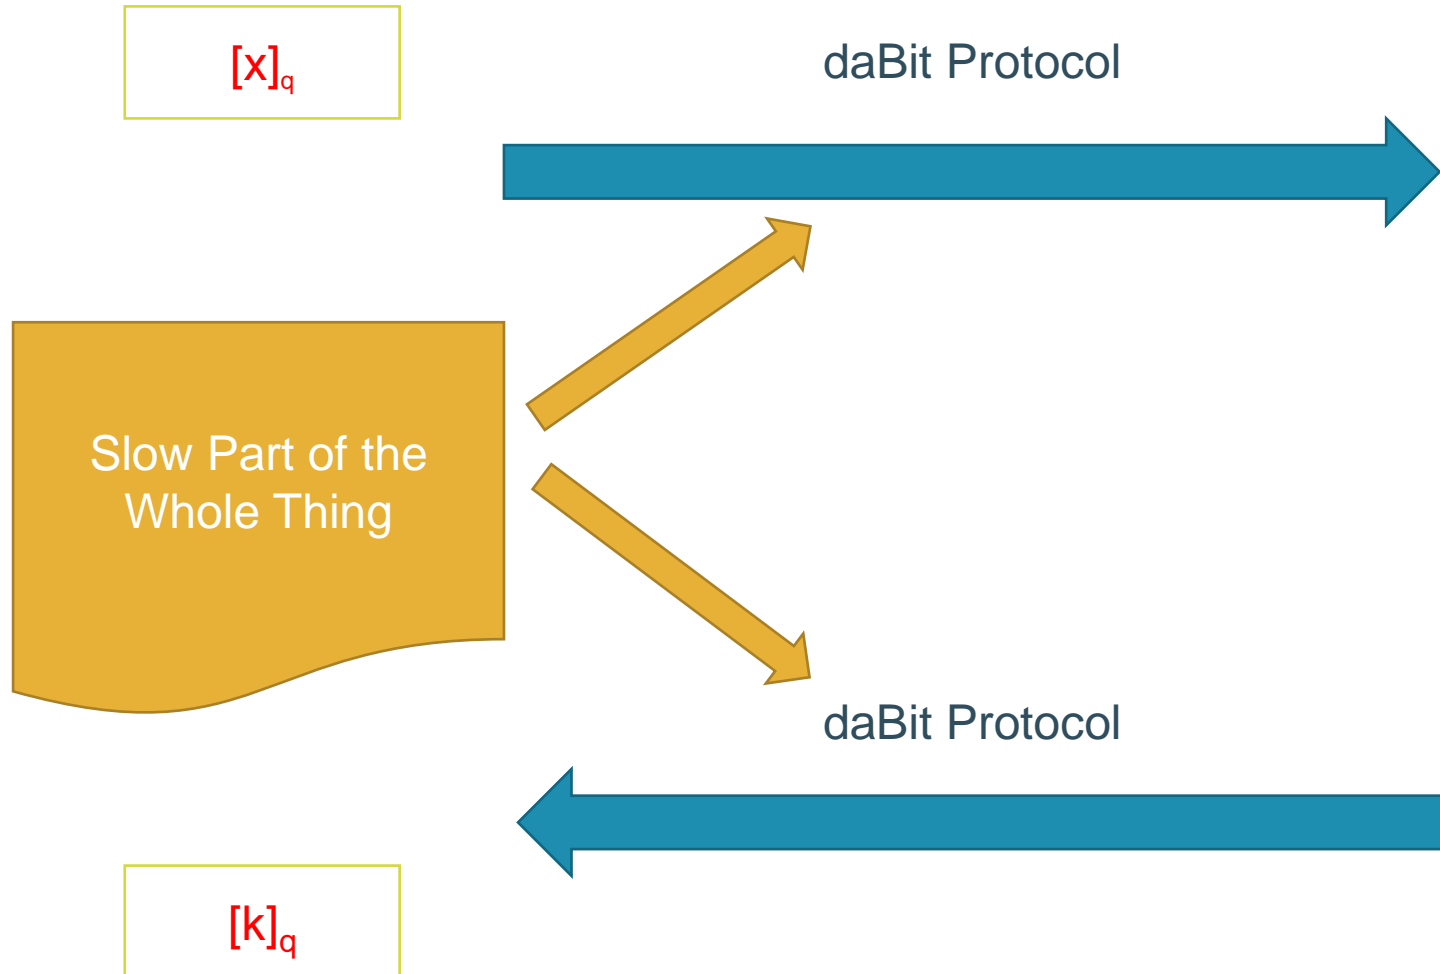 [x]q
daBit Protocol
Slow Part of the
Whole Thing
daBit Protocol
[k]q